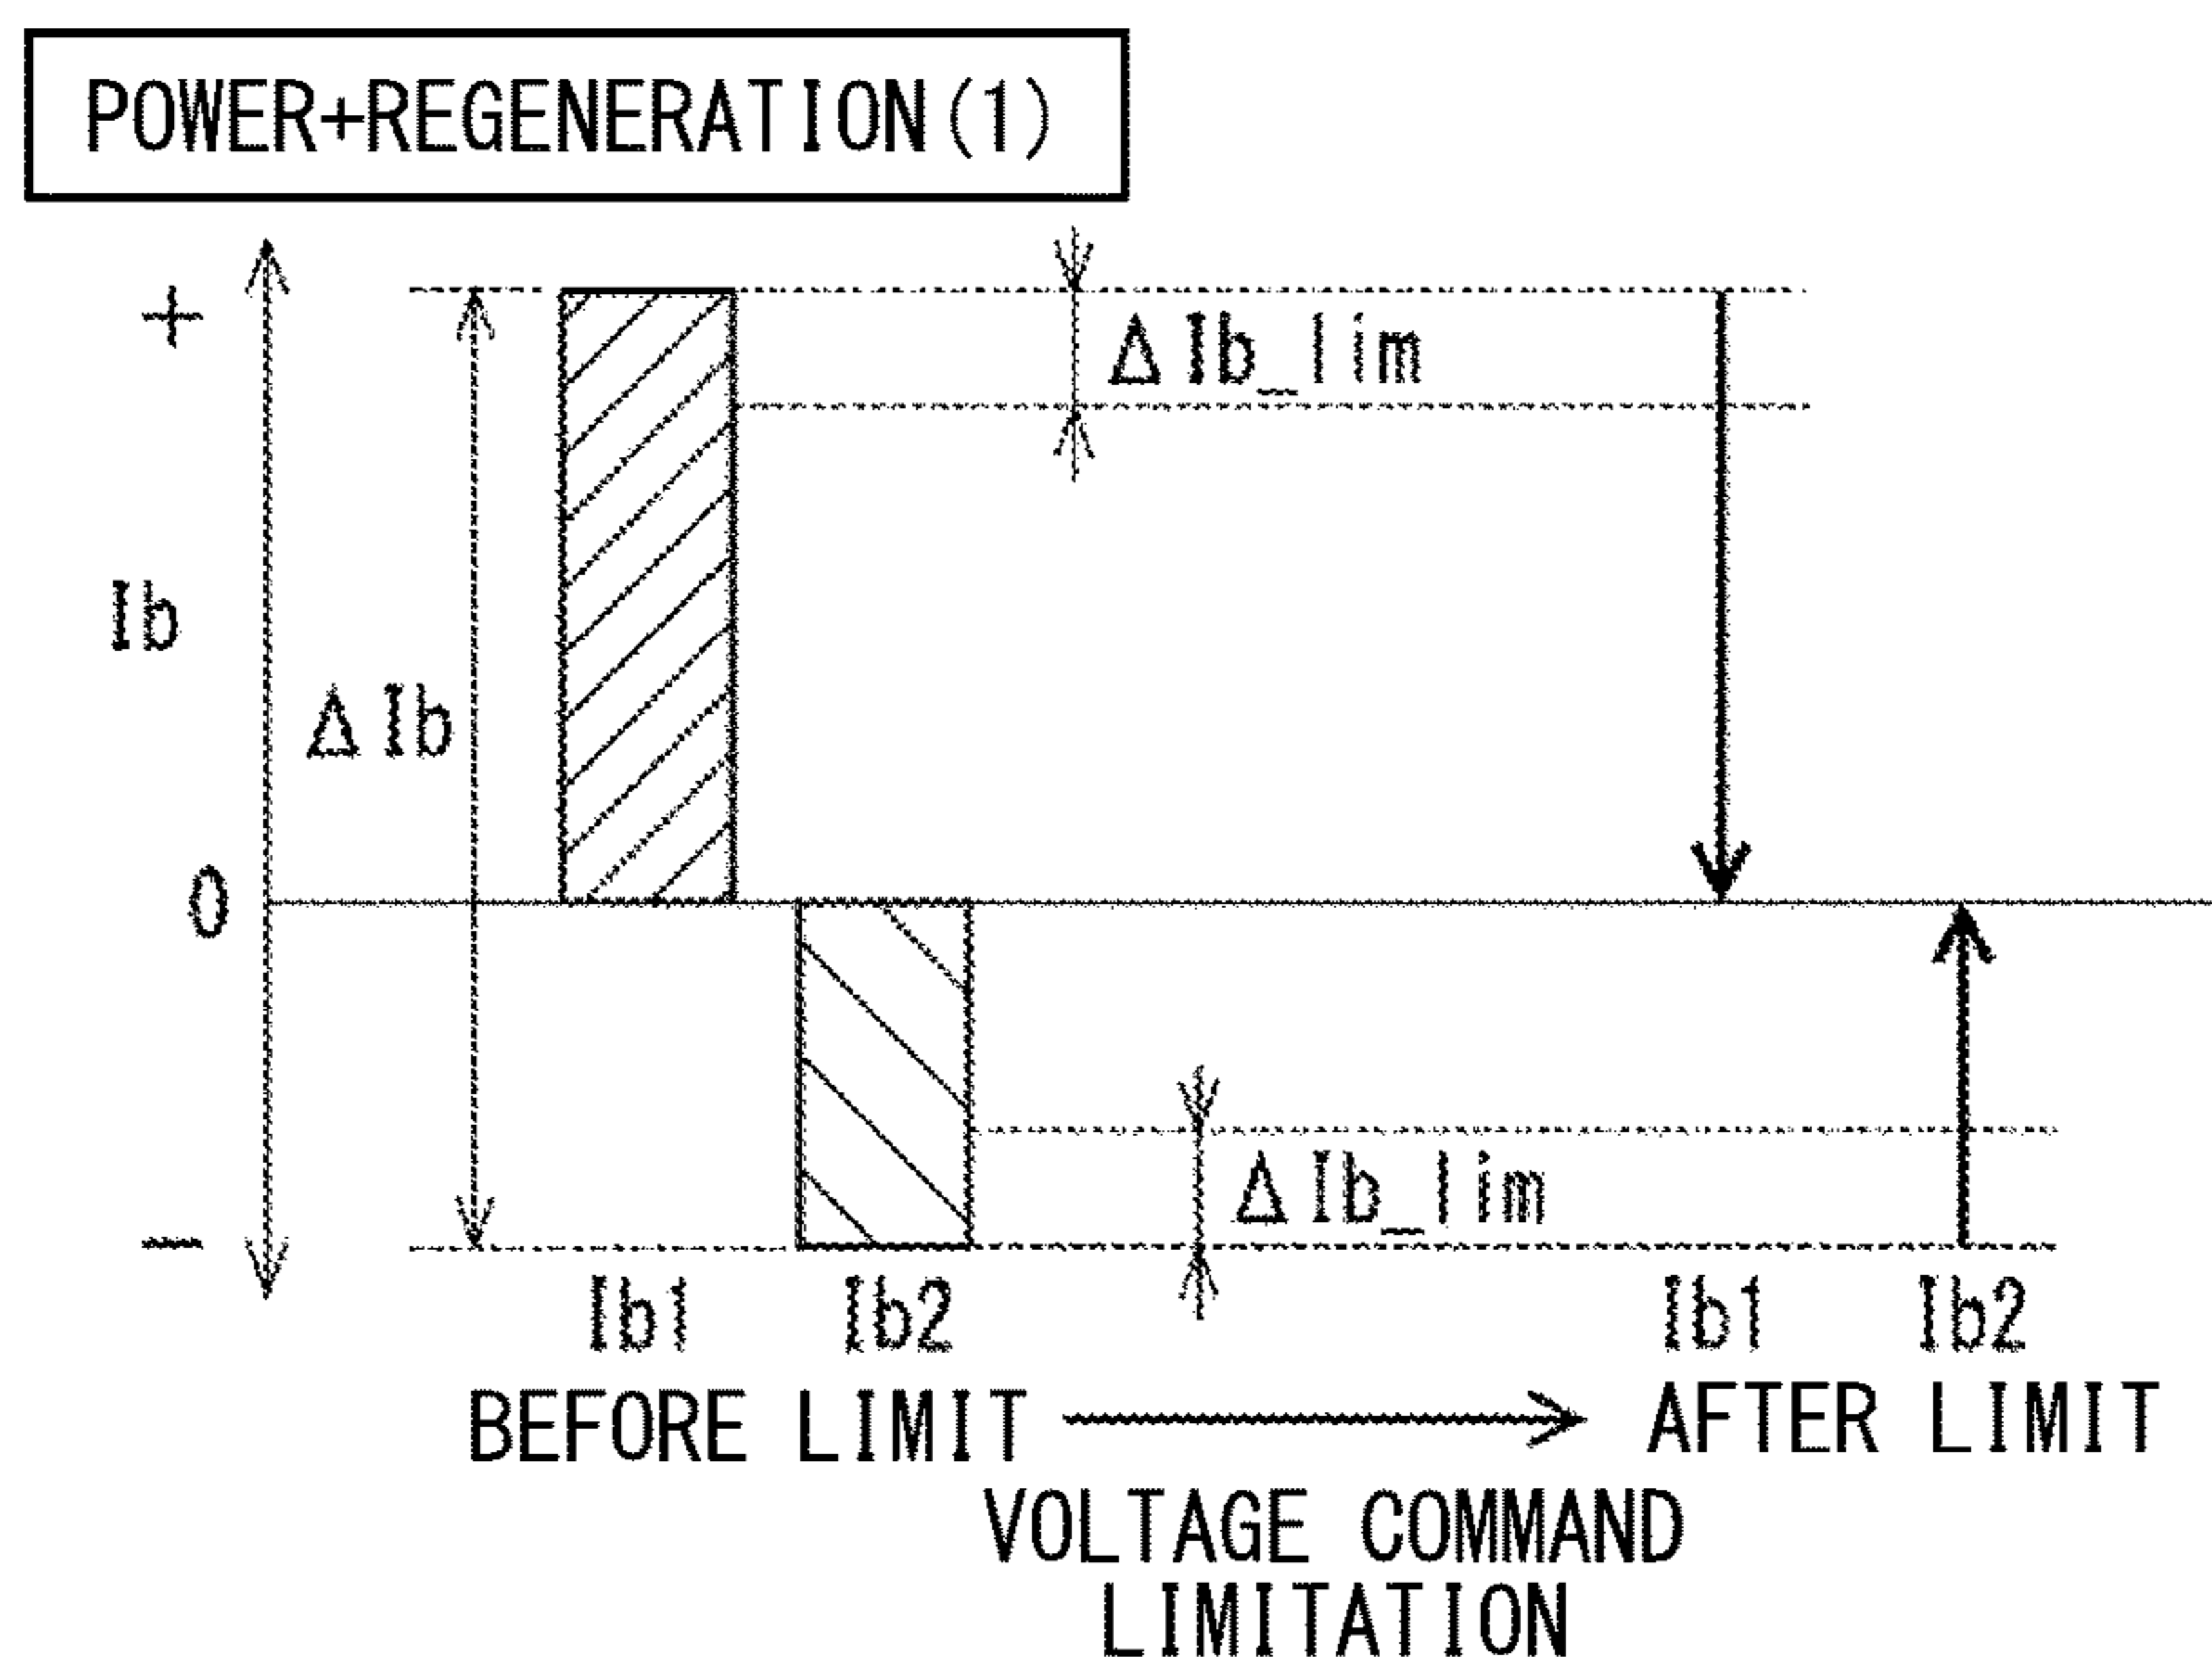 POWER+REGENERATION(1)
+
ΔIb_lim
Ib
ΔIb
0
ΔIb_lim
−
Ib1 Ib2 Ib1 Ib2
BEFORE LIMIT AFTER LIMIT
VOLTAGE COMMAND
LIMITATION